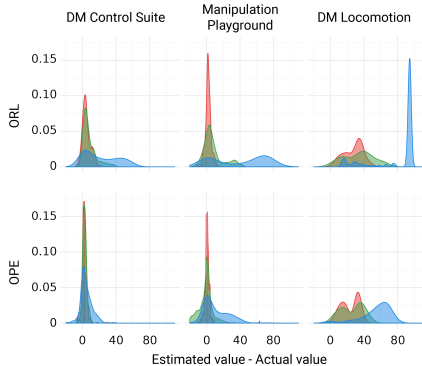 DM Control Suite
Manipulation
Playground
DM Locomotion
ORL
0.15
0.10
0.05
0
OPE
0.15
0.10
0.05
0
0 40 80 0 40 80 0 40 80
Estimated value - Actual value